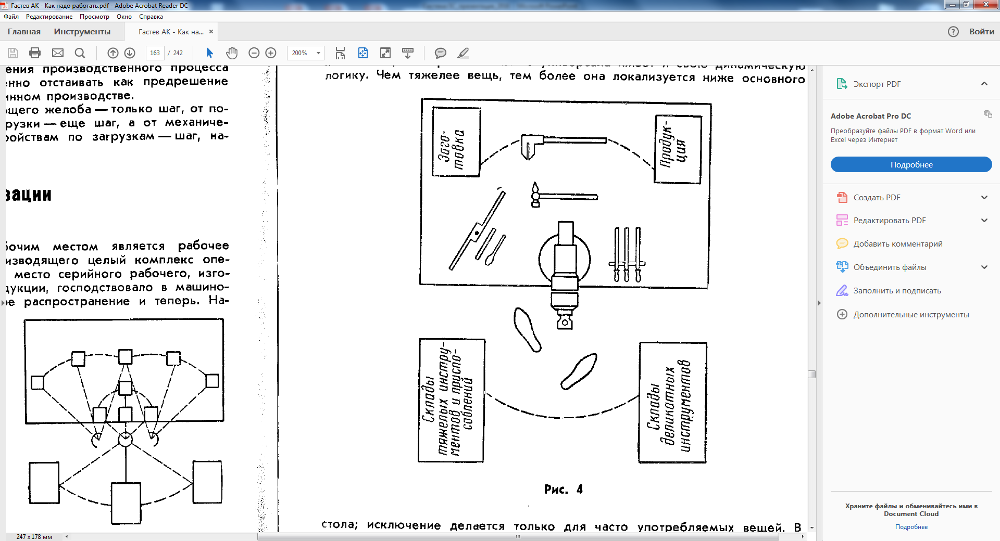 Гастев АК - Как надо работать.pdf - Adobe Acrobat Reader DC
Файл Редактирование Просмотр Окно Справка
Главная Инструменты Гастев АК - Как на... × Войти
163 / 242 200%
ения производственного процесса
енно отстаивать как предрешение
инном производстве.
ющего желоба — только шаг, от по-
рузки — еще шаг, а от механиче-
ройствам по загрузкам — шаг, на-
зации
бочим местом является рабочее
изводящего целый комплекс опе-
место серийного рабочего, изго-
дукции, господствовало в машино-
ое распространение и теперь. На-
динамическую
логику. Чем тяжелее вещь, тем более она локализуется ниже основного
Заго-
товка
Продук-
ция
Склады
тяжелых инстру-
ментов и приспо-
соблений
Склады
деликатных
инструментов
Рис. 4
стола; исключение делается только для часто употребляемых вещей. В
247 x 178 мм
Экспорт PDF
Adobe Acrobat Pro DC
Преобразуйте файлы PDF в формат Word или
Excel через Интернет
Подробнее
Создать PDF
Редактировать PDF
Добавить комментарий
Объединить файлы
Заполнить и подписать
Дополнительные инструменты
Храните файлы и обменивайтесь ими в
Document Cloud
Подробнее